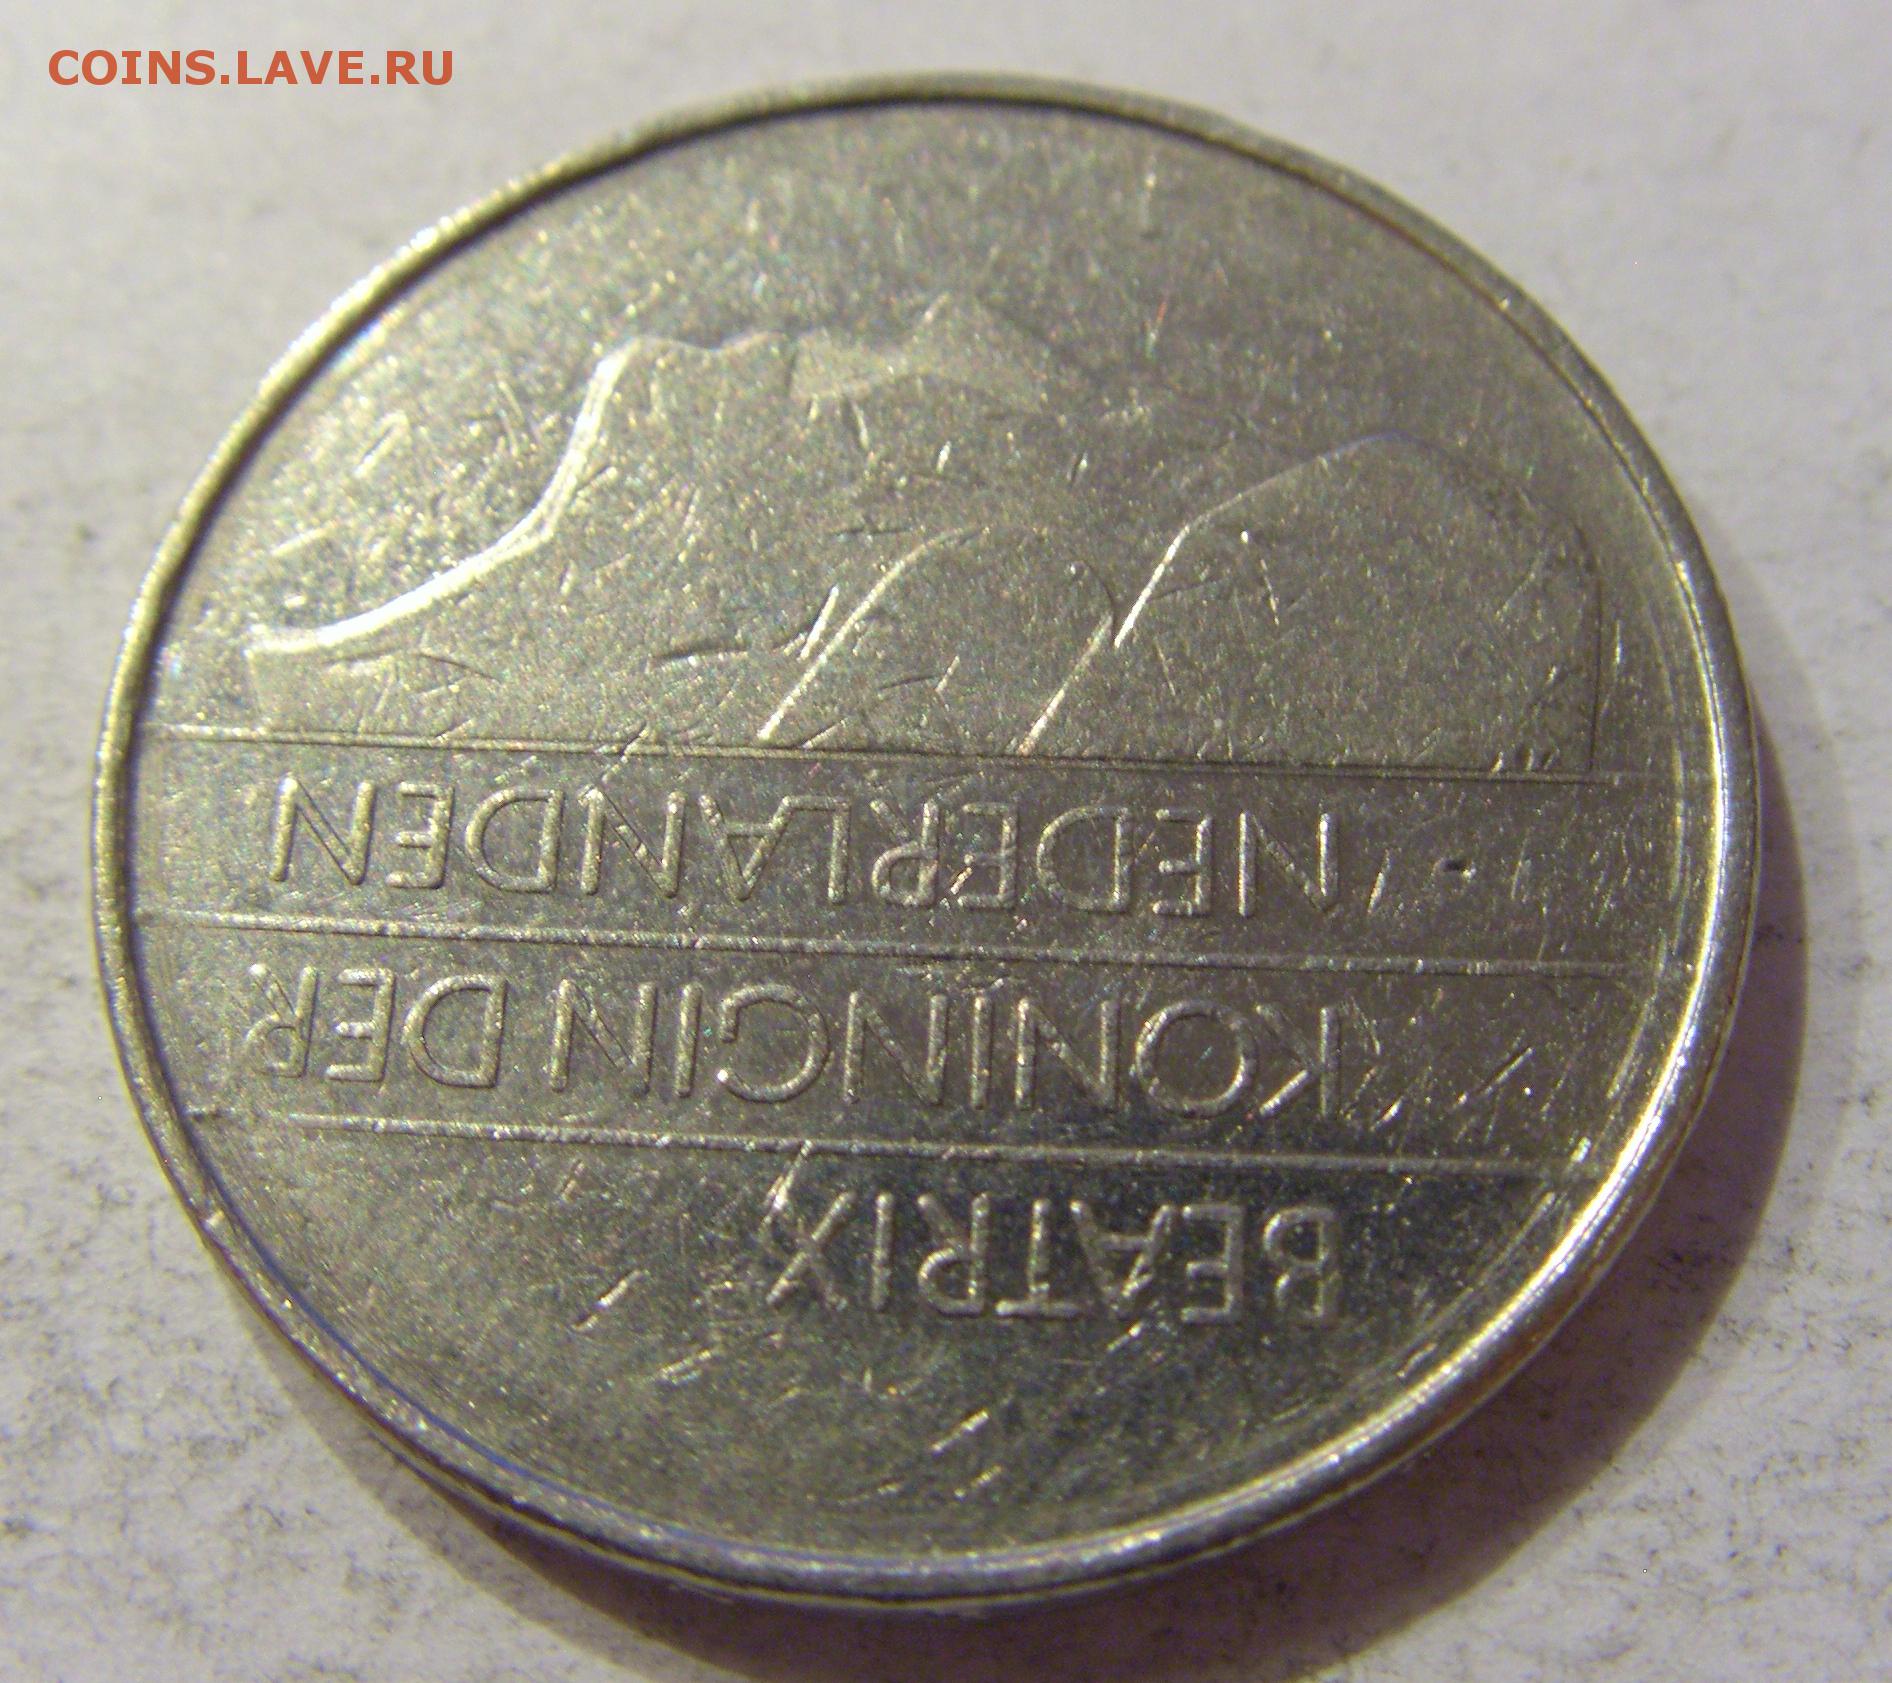 COINS.LAVE.RU
BEATRIX
KONINGIN DER
NEDERLANDEN